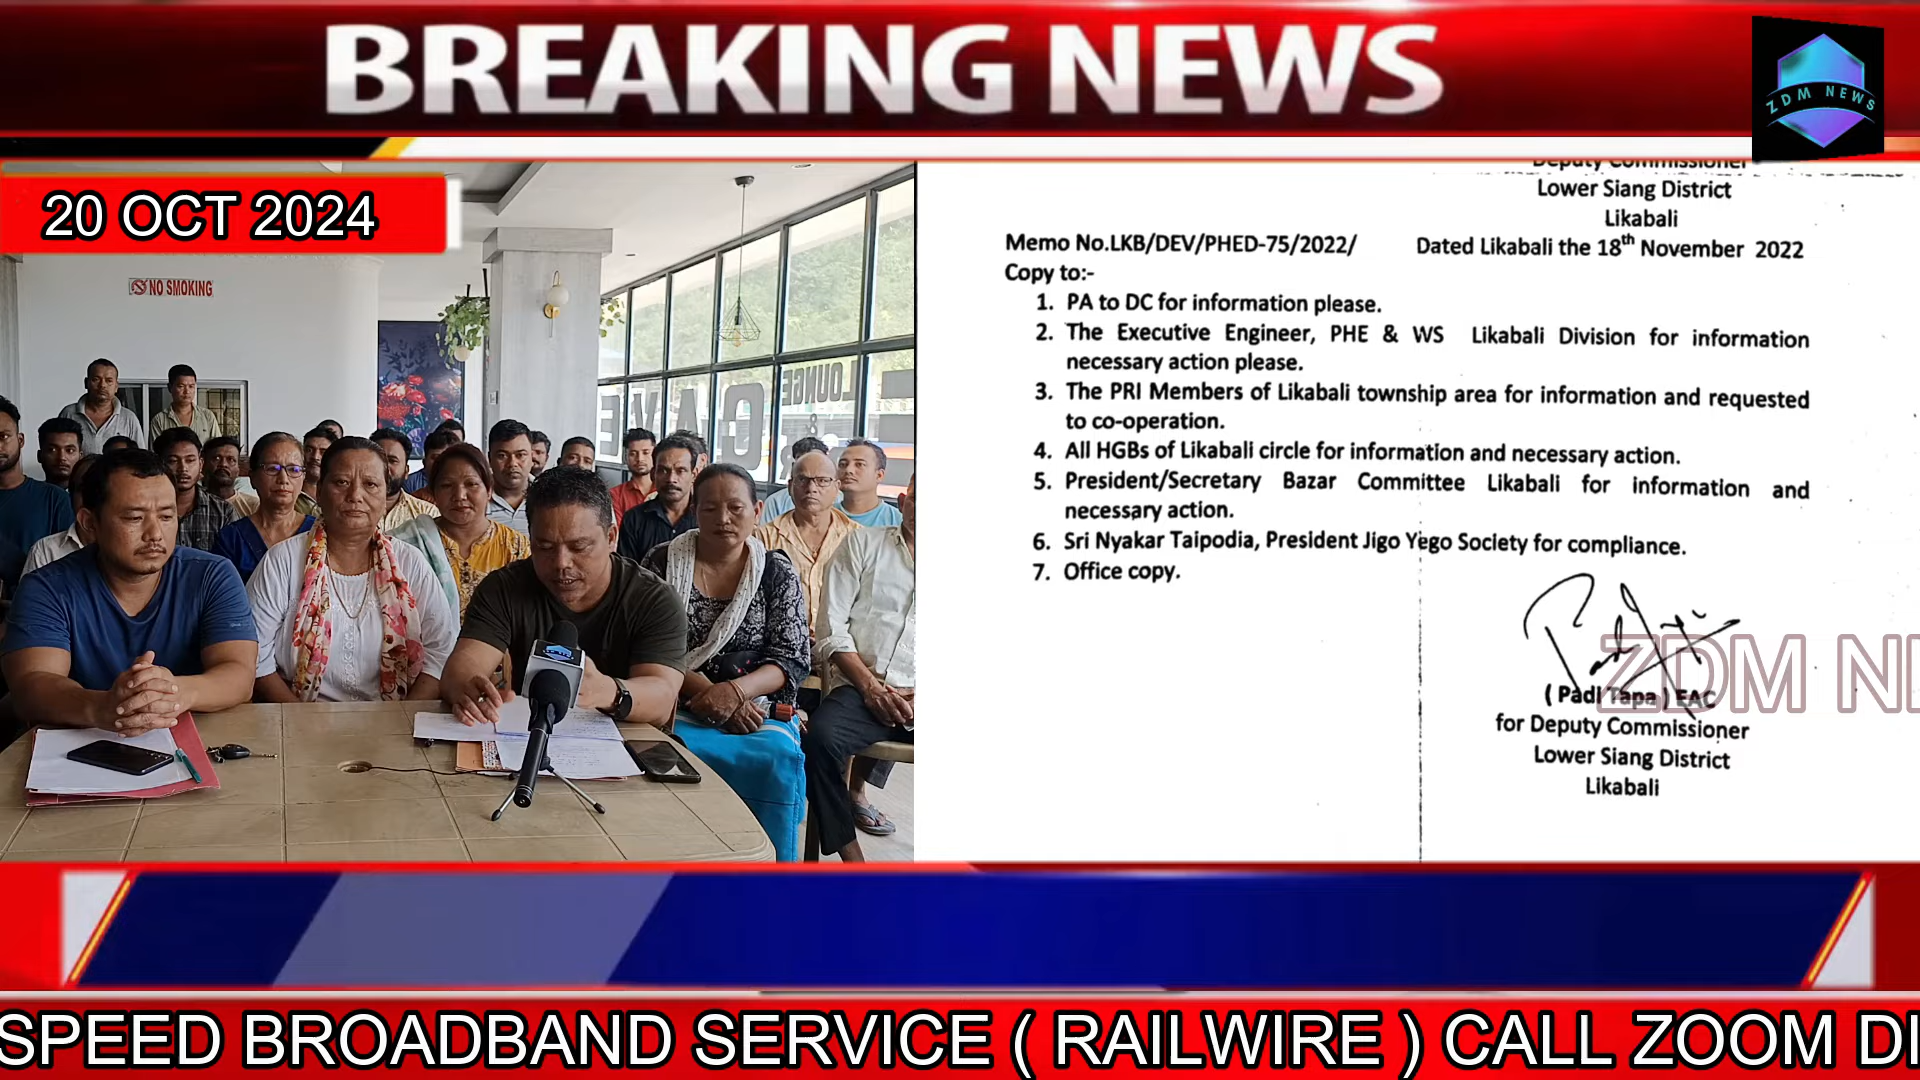 BREAKING NEWS
ZDM NEWS
20 OCT 2024
NO SMOKING
LOUNGE
&
CAVE
Deputy Commissioner
Lower Siang District
Likabali
Memo No.LKB/DEV/PHED-75/2022/ Dated Likabali the 18th November 2022
Copy to:-
1. PA to DC for information please.
2. The Executive Engineer, PHE & WS Likabali Division for information
necessary action please.
3. The PRI Members of Likabali township area for information and requested
to co-operation.
4. All HGBs of Likabali circle for information and necessary action.
5. President/Secretary Bazar Committee Likabali for information and
necessary action.
6. Sri Nyakar Taipodia, President Jigo Yego Society for compliance.
7. Office copy.
ZDM NE
( Padi Tapa ) EAC
for Deputy Commissioner
Lower Siang District
Likabali
SPEED BROADBAND SERVICE ( RAILWIRE ) CALL ZOOM DI